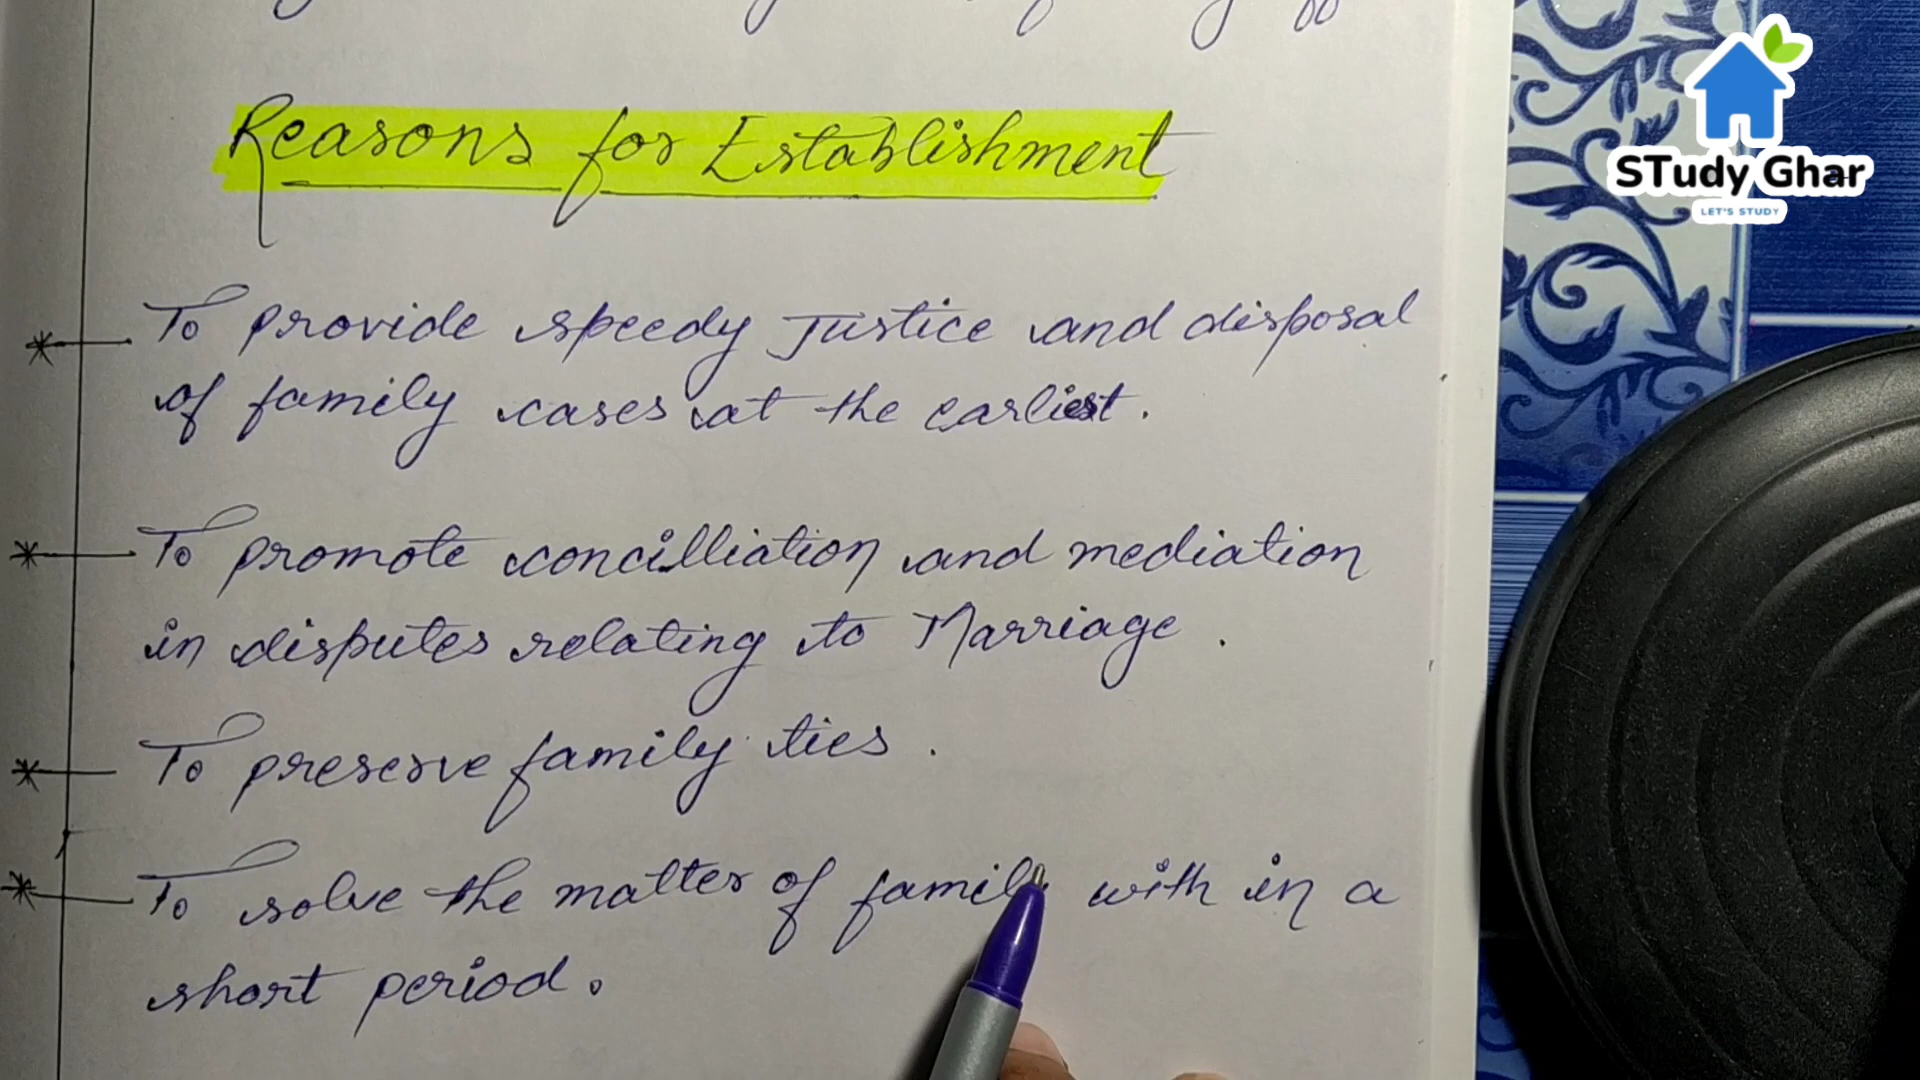 Reasons for Establishment
To provide speedy Justice and disposal
of family cases at the earliest.
To promote concilliation and mediation
in disputes relating to Marriage.
To preserve family ties.
To solve the matter of family with in a
short period.
STudy Ghar
LET'S STUDY